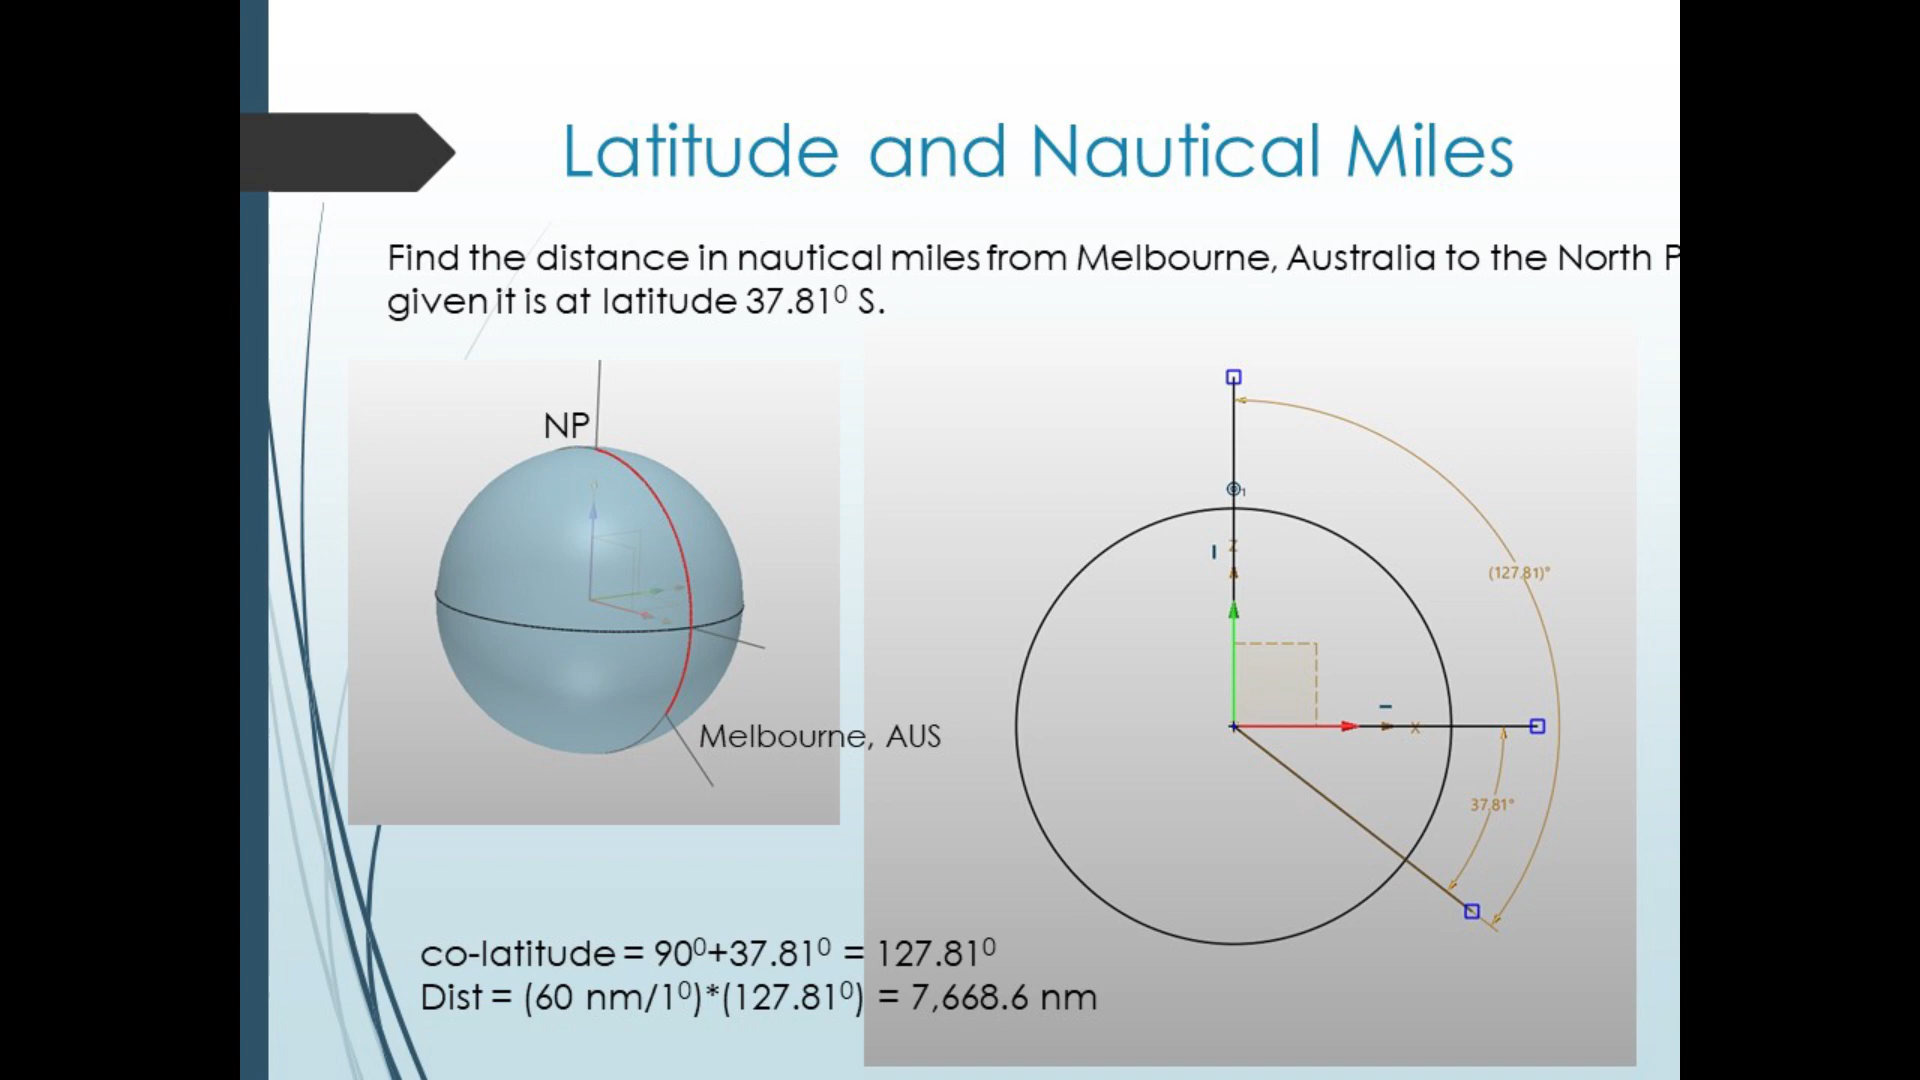 Latitude and Nautical Miles
Find the distance in nautical miles from Melbourne, Australia to the North P
given it is at latitude 37.81⁰ S.
NP
Melbourne, AUS
1
Z
(127.81)°
X
37.81°
co-latitude = 90⁰+37.81⁰ = 127.81⁰
Dist = (60 nm/1⁰)*(127.81⁰) = 7,668.6 nm